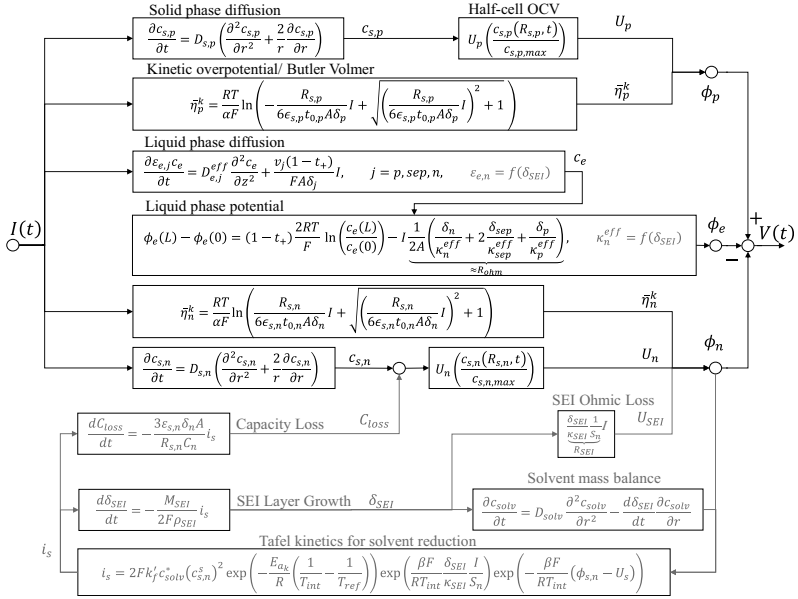 Solid phase diffusion
Half-cell OCV
∂c_{s,p}/∂t = D_{s,p} (∂²c_{s,p}/∂r² + 2/r ∂c_{s,p}/∂r)
c_{s,p}
U_p (c_{s,p}(R_{s,p}, t)/c_{s,p,max})
U_p
Kinetic overpotential/ Butler Volmer
η̄_p^k = RT/αF ln (−R_{s,p}/(6ϵ_{s,p}t_{0,p}Aδ_p) I + √((R_{s,p}/(6ϵ_{s,p}t_{0,p}Aδ_p) I)² + 1))
η̄_p^k
ϕ_p
Liquid phase diffusion
∂ε_{e,j}c_e/∂t = D_{e,j}^{eff} ∂²c_e/∂z² + v_j(1 − t_+)/(FAδ_j) I, j = p, sep, n, ε_{e,n} = f(δ_{SEI})
c_e
Liquid phase potential
I(t)
ϕ_e(L) − ϕ_e(0) = (1 − t_+) 2RT/F ln (c_e(L)/c_e(0)) − I 1/2A (δ_n/κ_n^{eff} + 2 δ_{sep}/κ_{sep}^{eff} + δ_p/κ_p^{eff}), κ_n^{eff} = f(δ_{SEI})
≈R_{ohm}
ϕ_e
+
−
V(t)
η̄_n^k = RT/αF ln (R_{s,n}/(6ϵ_{s,n}t_{0,n}Aδ_n) I + √((R_{s,n}/(6ϵ_{s,n}t_{0,n}Aδ_n) I)² + 1))
η̄_n^k
∂c_{s,n}/∂t = D_{s,n} (∂²c_{s,n}/∂r² + 2/r ∂c_{s,n}/∂r)
c_{s,n}
U_n (c_{s,n}(R_{s,n}, t)/c_{s,n,max})
U_n
ϕ_n
SEI Ohmic Loss
dC_{loss}/dt = −3ε_{s,n}δ_nA/(R_{s,n}C_n) i_s
Capacity Loss
C_{loss}
δ_{SEI}/κ_{SEI} 1/S_n I
R_{SEI}
U_{SEI}
Solvent mass balance
dδ_{SEI}/dt = −M_{SEI}/(2Fρ_{SEI}) i_s
SEI Layer Growth
δ_{SEI}
∂c_{solv}/∂t = D_{solv} ∂²c_{solv}/∂r² − dδ_{SEI}/dt ∂c_{solv}/∂r
Tafel kinetics for solvent reduction
i_s
i_s = 2Fk_f′c_{solv}^*(c_{s,n}^s)² exp (−E_{a_k}/R (1/T_{int} − 1/T_{ref})) exp (βF/RT_{int} δ_{SEI}/κ_{SEI} I/S_n) exp (−βF/RT_{int} (ϕ_{s,n} − U_s))